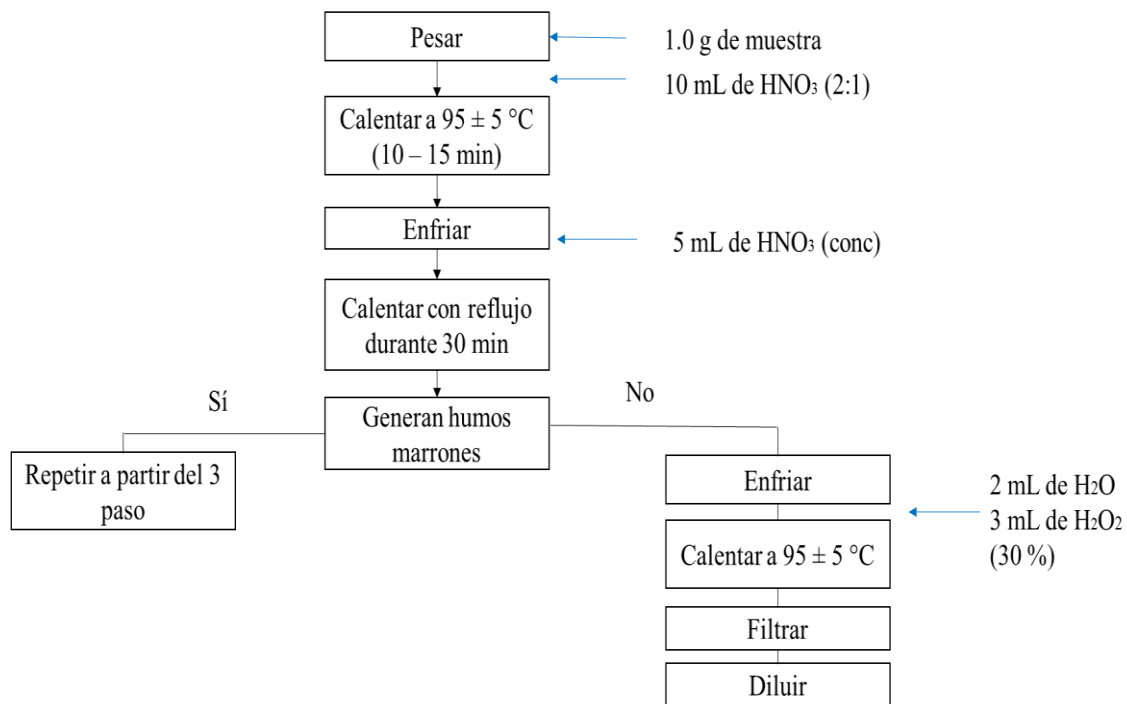 Pesar
1.0 g de muestra
10 mL de HNO₃ (2:1)
Calentar a 95 ± 5 °C
(10 – 15 min)
Enfriar
5 mL de HNO₃ (conc)
Calentar con reflujo
durante 30 min
Sí
No
Generan humos
marrones
Repetir a partir del 3
paso
Enfriar
2 mL de H₂O
3 mL de H₂O₂
(30 %)
Calentar a 95 ± 5 °C
Filtrar
Diluir